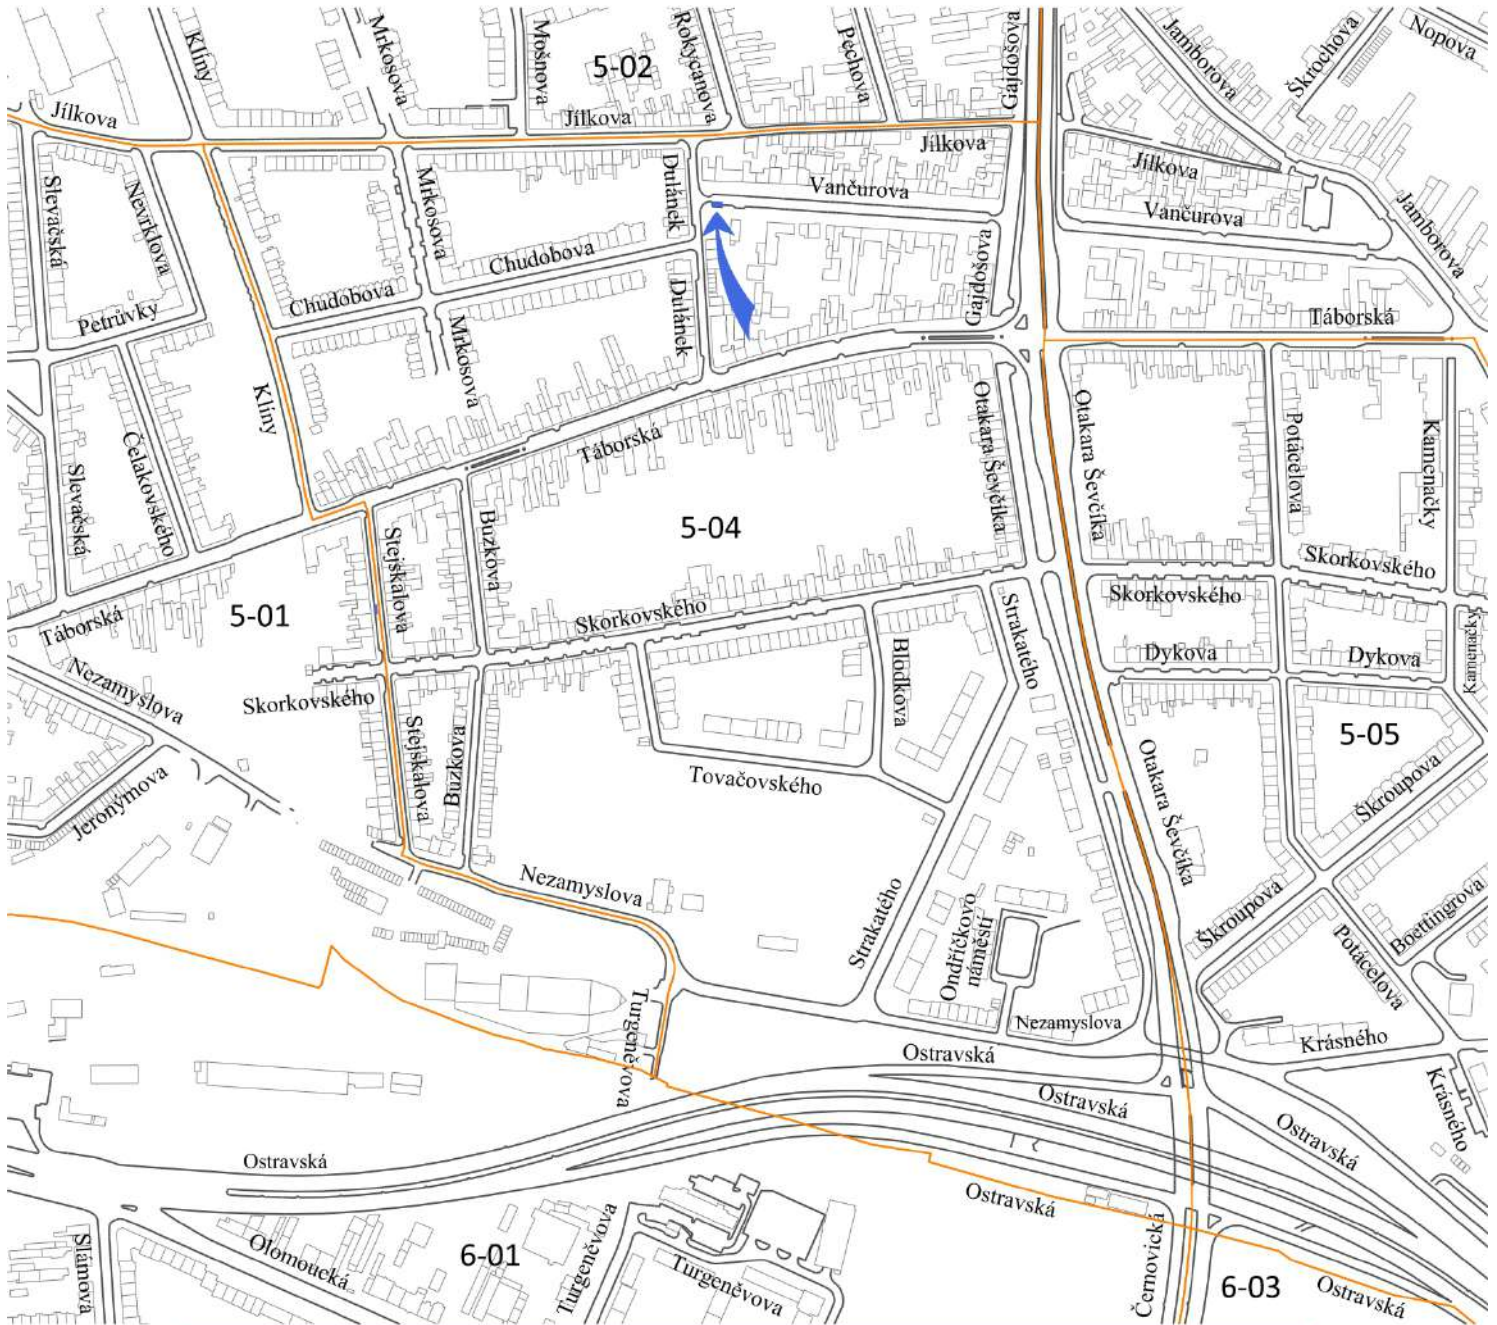 Klíny
Mrkosova
Mošnova
5-02
Rokycanova
Pechova
Gajdošova
Jamborova
Škrochova
Nopova
Jílkova
Jílkova
Jílkova
Jílkova
Slevačská
Nevrklova
Mrkosova
Dulánek
Vančurova
Vančurova
Jamborova
Chudobova
Gajdošova
Petrůvky
Chudobova
Dulánek
Táborská
Mrkosova
Klíny
Otakara Ševčíka
Otakara Ševčíka
Potácelova
Kamenačky
Čelakovského
Slevačská
Táborská
Buzkova
5-04
Stejskalova
Skorkovského
Skorkovského
Skorkovského
5-01
Táborská
Strakatého
Blodkova
Dykova
Dykova
Kamenačky
Nezamyslova
Skorkovského
Stejskalova
Buzkova
5-05
Tovačovského
Otakara Ševčíka
Škroupova
Jeronýmova
Nezamyslova
Strakatého
Ondříčkovo
náměstí
Škroupova
Boettingrova
Potácelova
Turgeněvova
Nezamyslova
Krásného
Ostravská
Krásného
Ostravská
Ostravská
Ostravská
Ostravská
Černovická
Slámova
Olomoucká
6-01
Turgeněvova
Turgeněvova
6-03
Ostravská